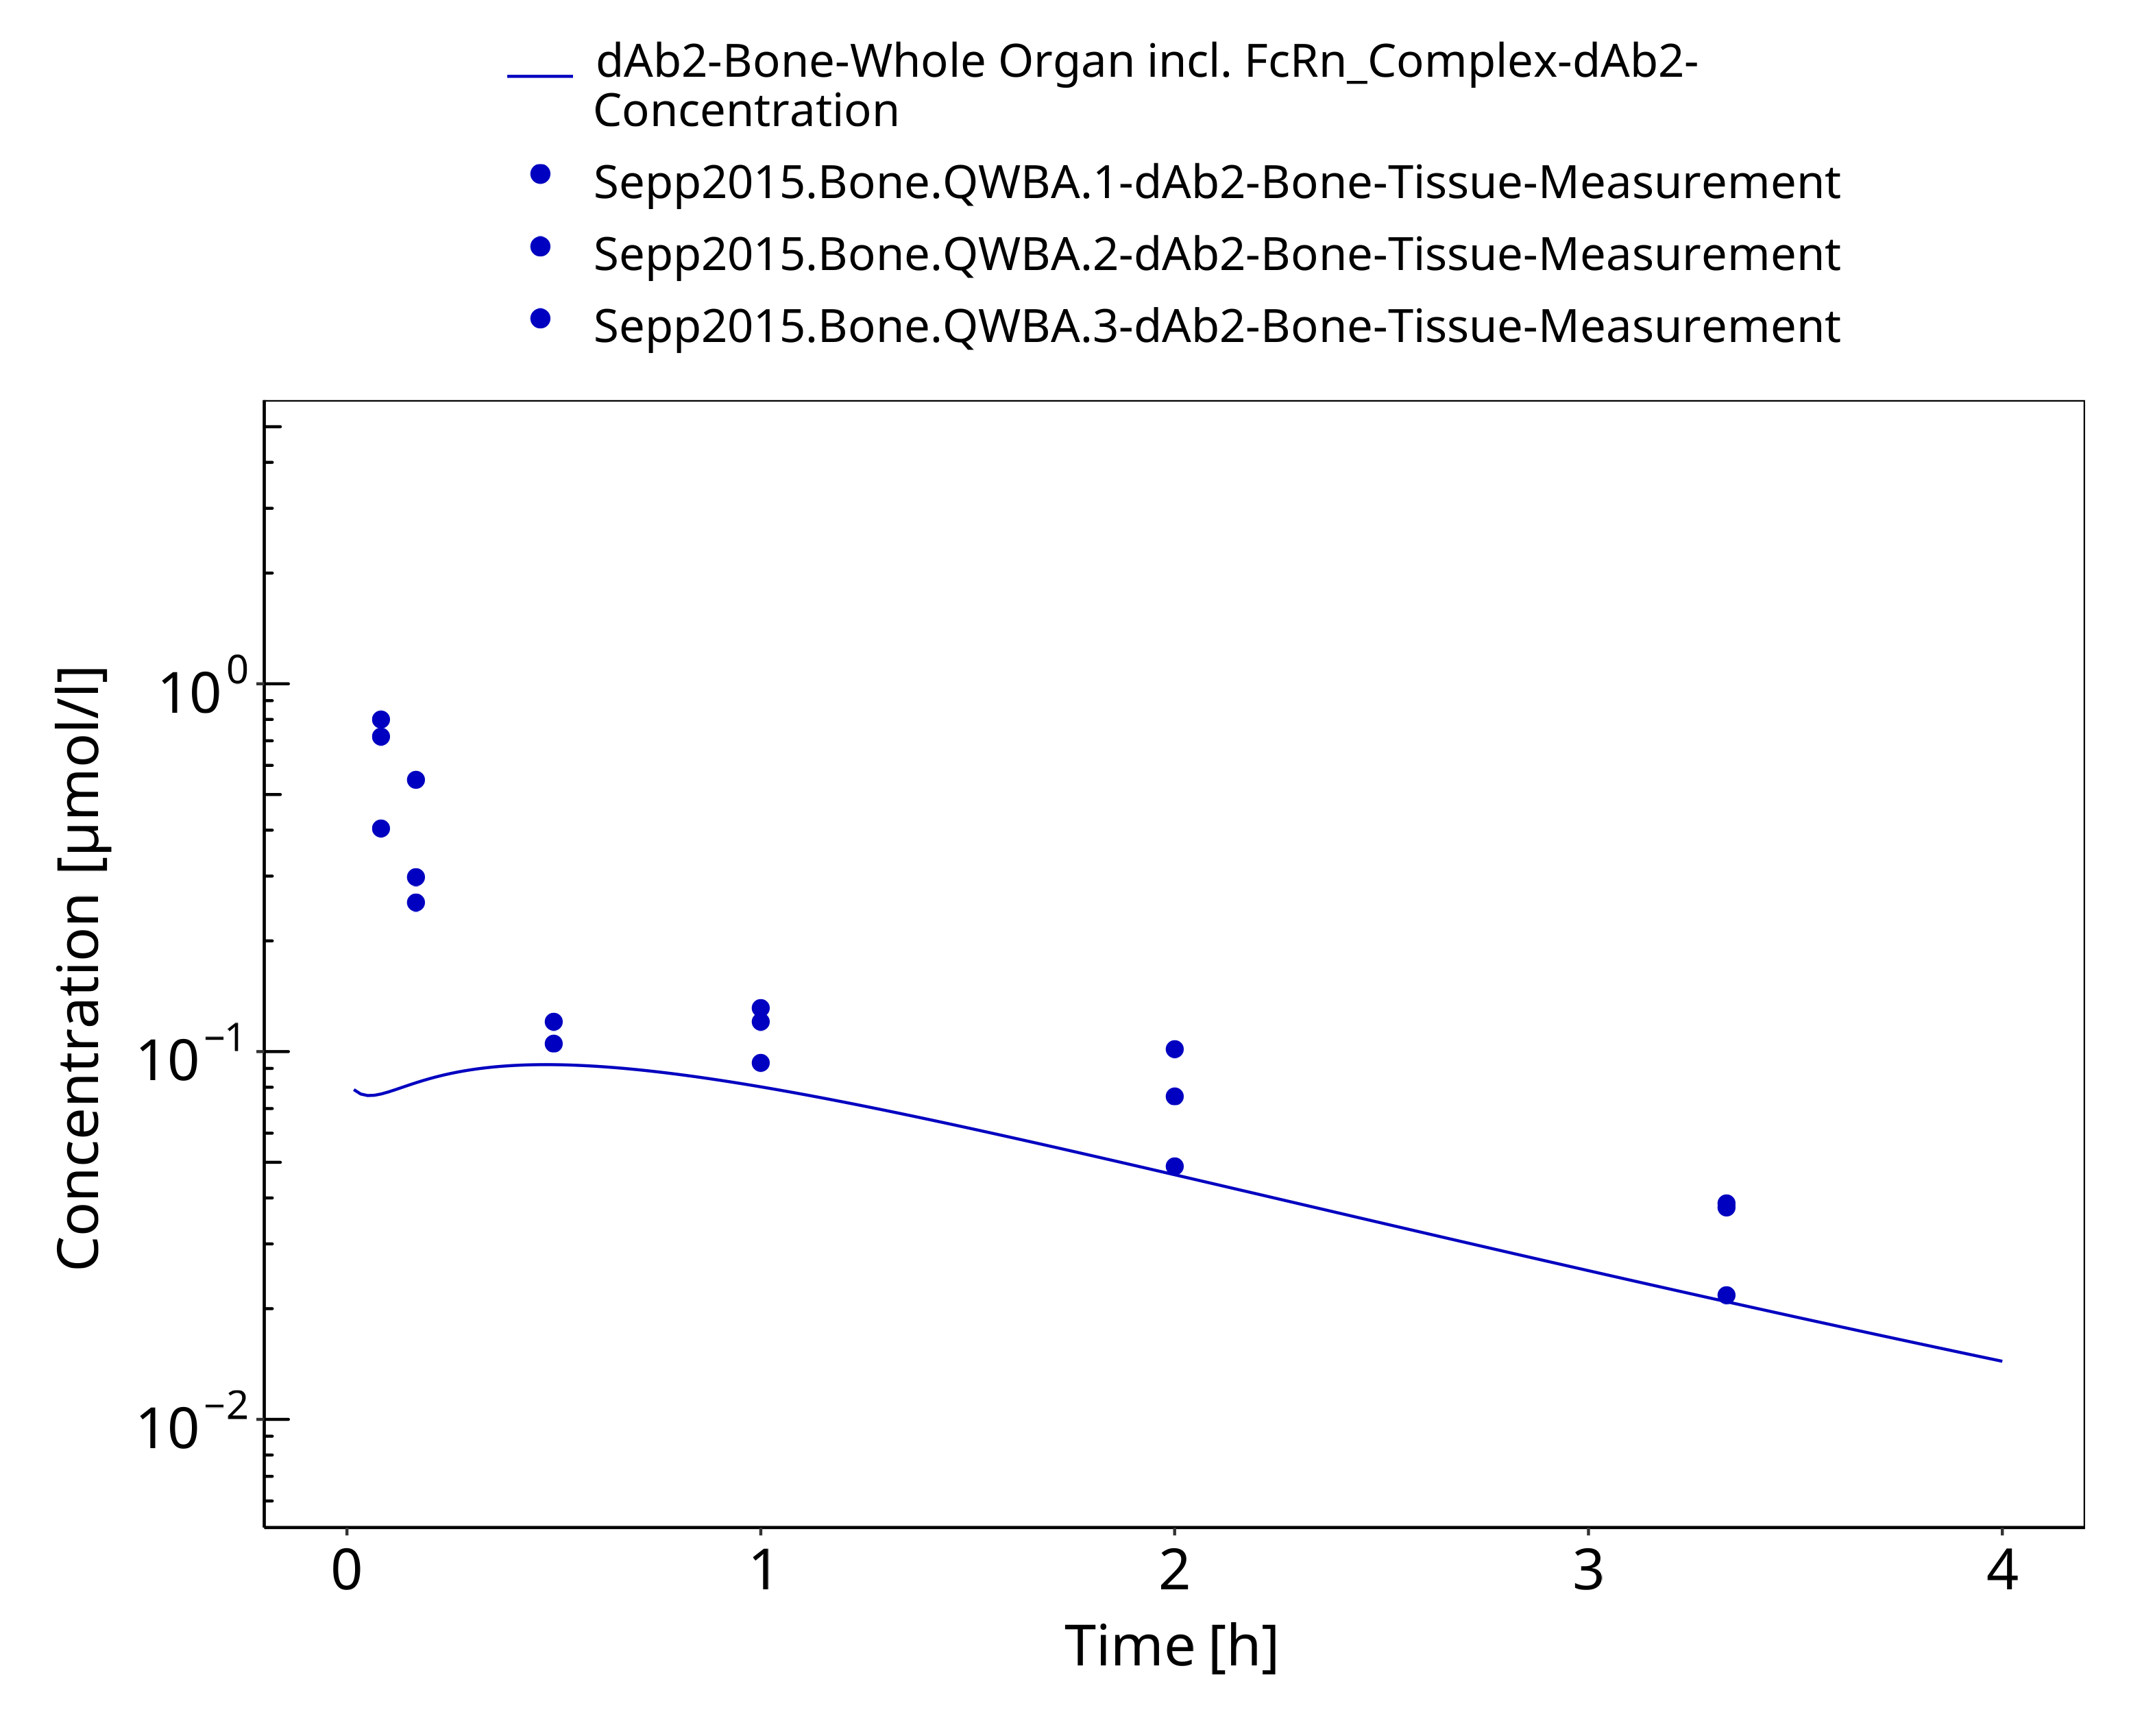 dAb2-Bone-Whole Organ incl. FcRn_Complex-dAb2-
Concentration
Sepp2015.Bone.QWBA.1-dAb2-Bone-Tissue-Measurement
Sepp2015.Bone.QWBA.2-dAb2-Bone-Tissue-Measurement
Sepp2015.Bone.QWBA.3-dAb2-Bone-Tissue-Measurement
Concentration [µmol/l]
10⁰
10⁻¹
10⁻²
0 1 2 3 4
Time [h]